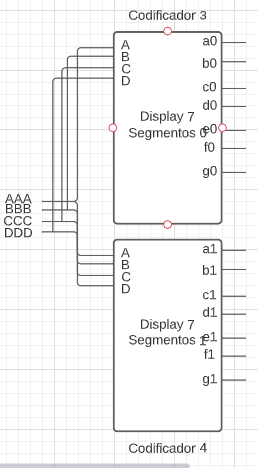 Codificador 3
A
B
C
D
Display 7
Segmentos 0
a0
b0
c0
d0
e0
f0
g0
AAA
BBB
CCC
DDD
A
B
C
D
Display 7
Segmentos 1
a1
b1
c1
d1
e1
f1
g1
Codificador 4